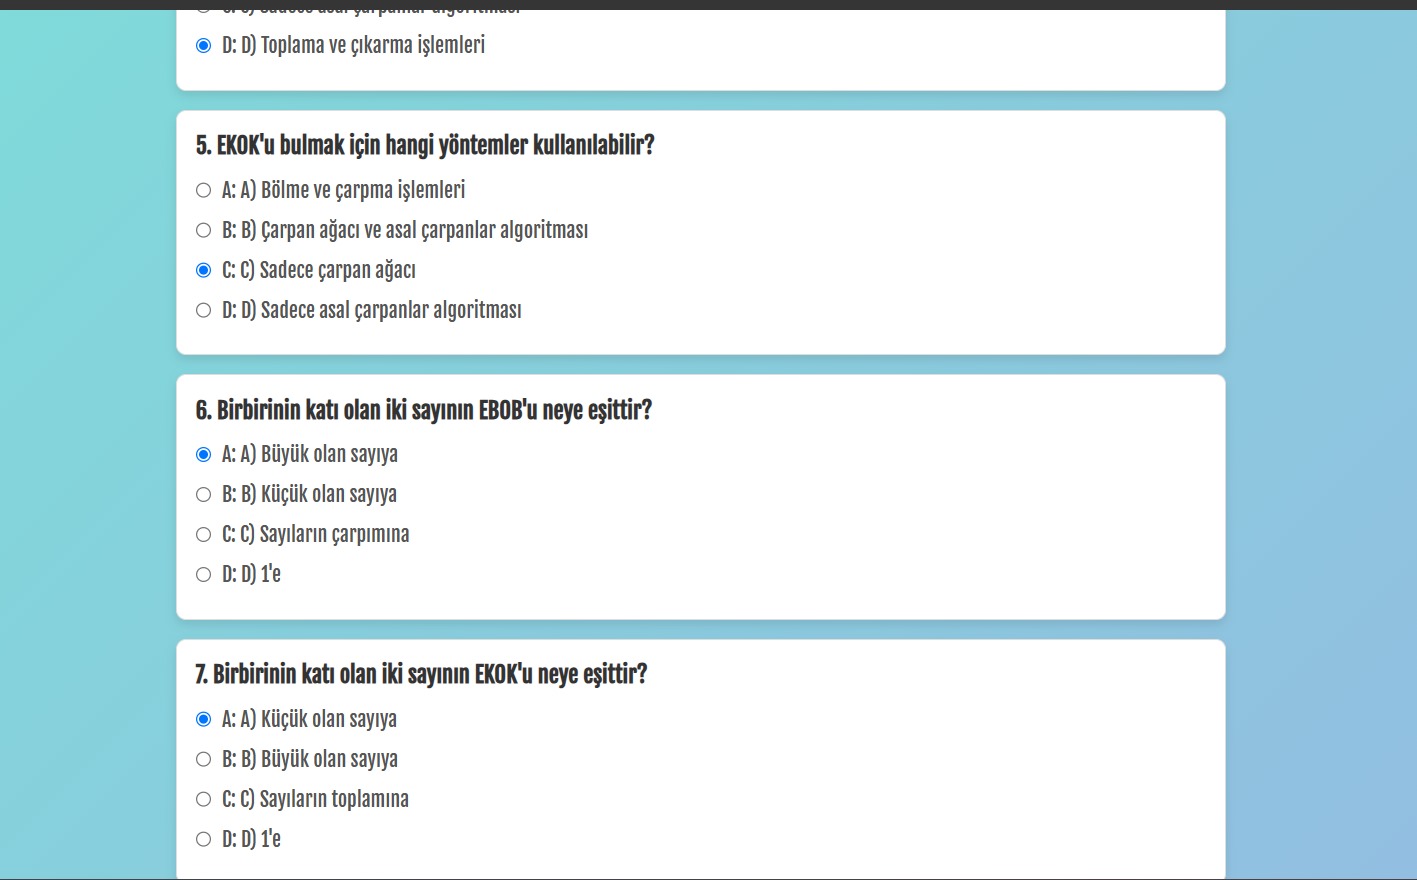 D: D) Toplama ve çıkarma işlemleri
5. EKOK'u bulmak için hangi yöntemler kullanılabilir?
A: A) Bölme ve çarpma işlemleri
B: B) Çarpan ağacı ve asal çarpanlar algoritması
C: C) Sadece çarpan ağacı
D: D) Sadece asal çarpanlar algoritması
6. Birbirinin katı olan iki sayının EBOB'u neye eşittir?
A: A) Büyük olan sayıya
B: B) Küçük olan sayıya
C: C) Sayıların çarpımına
D: D) 1'e
7. Birbirinin katı olan iki sayının EKOK'u neye eşittir?
A: A) Küçük olan sayıya
B: B) Büyük olan sayıya
C: C) Sayıların toplamına
D: D) 1'e